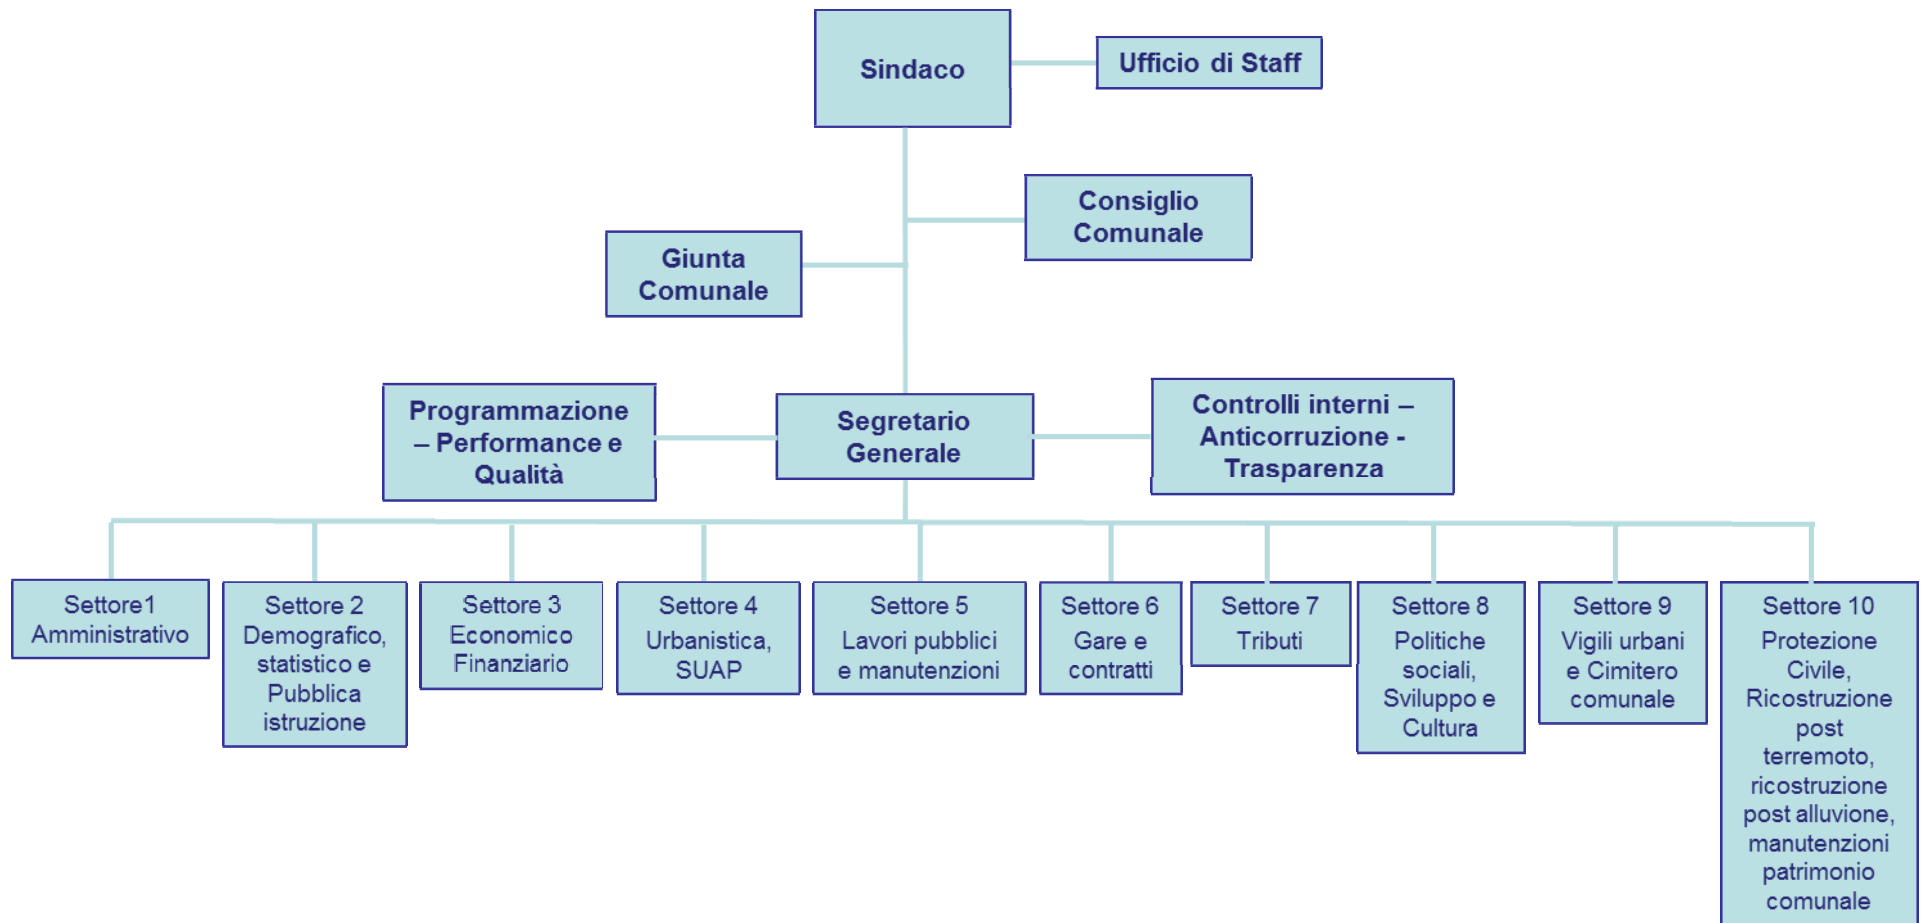 Sindaco
Ufficio di Staff
Consiglio
Comunale
Giunta
Comunale
Programmazione
– Performance e
Qualità
Segretario
Generale
Controlli interni –
Anticorruzione -
Trasparenza
Settore1
Amministrativo
Settore 2
Demografico,
statistico e
Pubblica
istruzione
Settore 3
Economico
Finanziario
Settore 4
Urbanistica,
SUAP
Settore 5
Lavori pubblici
e manutenzioni
Settore 6
Gare e
contratti
Settore 7
Tributi
Settore 8
Politiche
sociali,
Sviluppo e
Cultura
Settore 9
Vigili urbani
e Cimitero
comunale
Settore 10
Protezione
Civile,
Ricostruzione
post
terremoto,
ricostruzione
post alluvione,
manutenzioni
patrimonio
comunale